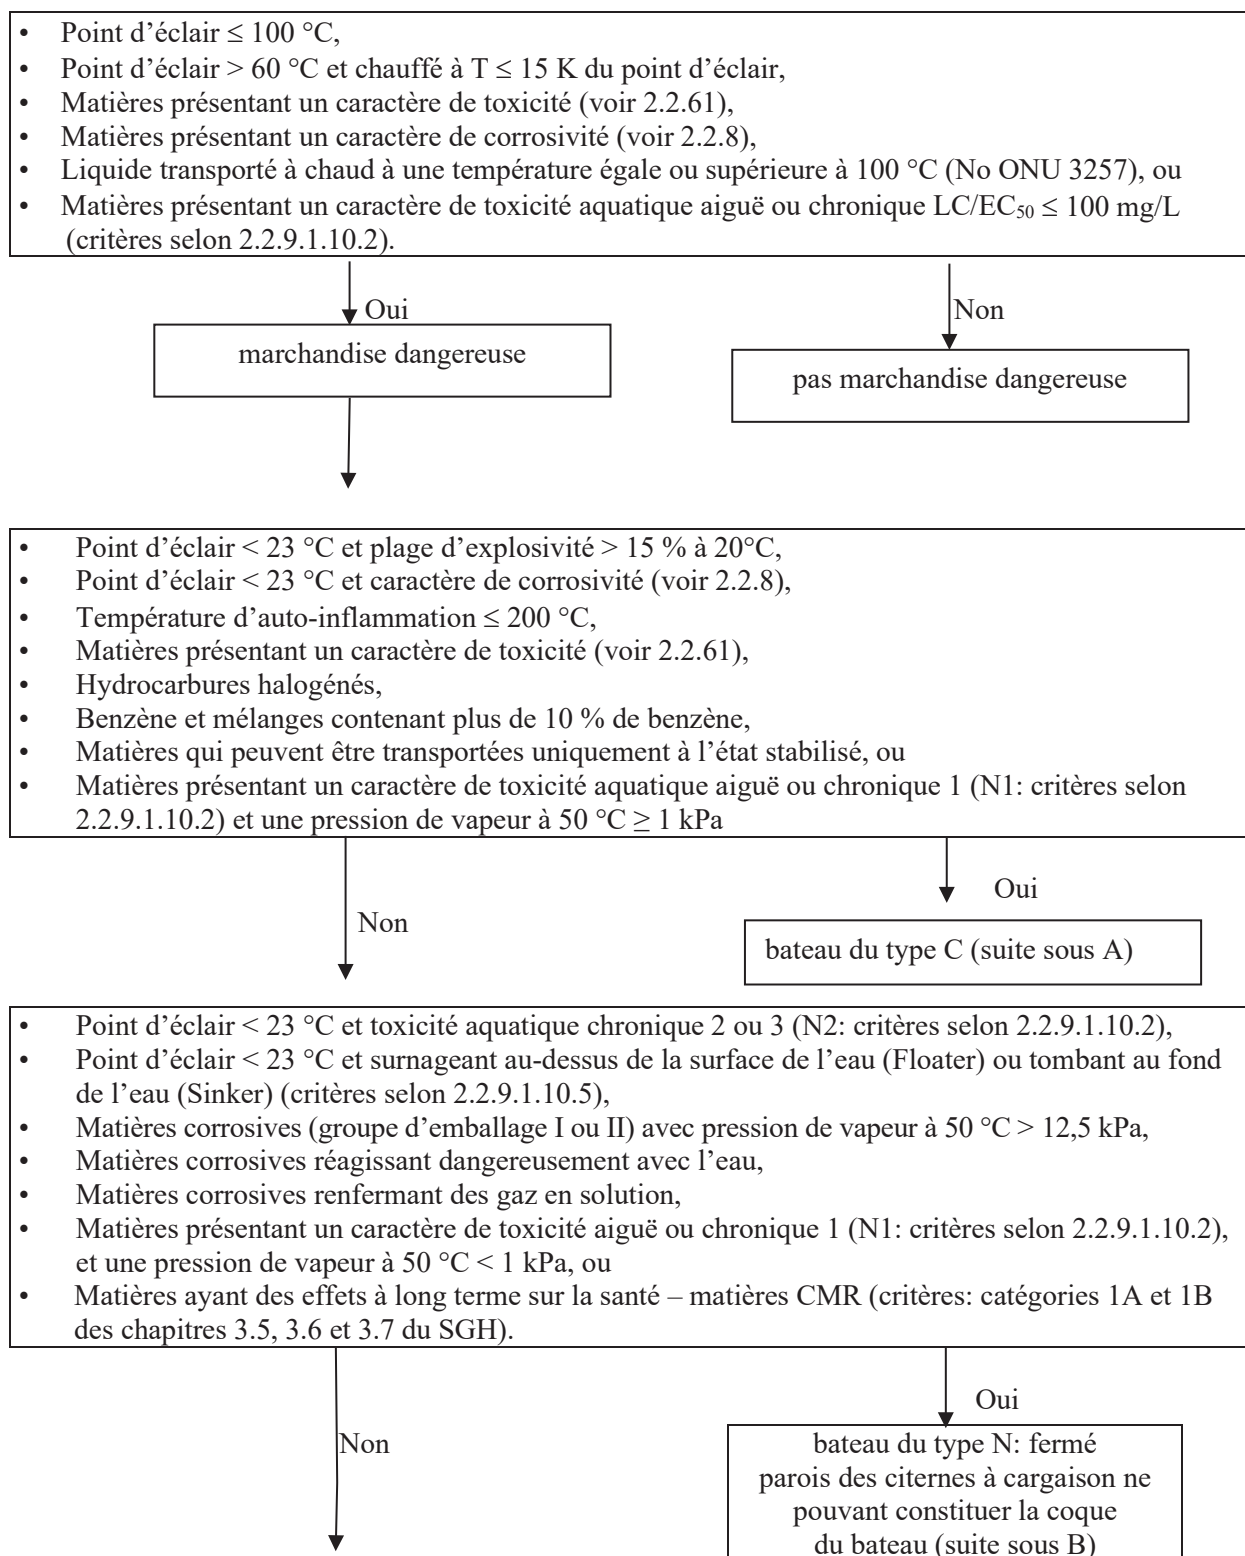 • Point d’éclair ≤ 100 °C,
• Point d’éclair > 60 °C et chauffé à T ≤ 15 K du point d’éclair,
• Matières présentant un caractère de toxicité (voir 2.2.61),
• Matières présentant un caractère de corrosivité (voir 2.2.8),
• Liquide transporté à chaud à une température égale ou supérieure à 100 °C (No ONU 3257), ou
• Matières présentant un caractère de toxicité aquatique aiguë ou chronique LC/EC₅₀ ≤ 100 mg/L
(critères selon 2.2.9.1.10.2).
Oui
Non
marchandise dangereuse
pas marchandise dangereuse
• Point d’éclair < 23 °C et plage d’explosivité > 15 % à 20°C,
• Point d’éclair < 23 °C et caractère de corrosivité (voir 2.2.8),
• Température d’auto-inflammation ≤ 200 °C,
• Matières présentant un caractère de toxicité (voir 2.2.61),
• Hydrocarbures halogénés,
• Benzène et mélanges contenant plus de 10 % de benzène,
• Matières qui peuvent être transportées uniquement à l’état stabilisé, ou
• Matières présentant un caractère de toxicité aquatique aiguë ou chronique 1 (N1: critères selon
2.2.9.1.10.2) et une pression de vapeur à 50 °C ≥ 1 kPa
Oui
Non
bateau du type C (suite sous A)
• Point d’éclair < 23 °C et toxicité aquatique chronique 2 ou 3 (N2: critères selon 2.2.9.1.10.2),
• Point d’éclair < 23 °C et surnageant au-dessus de la surface de l’eau (Floater) ou tombant au fond
de l’eau (Sinker) (critères selon 2.2.9.1.10.5),
• Matières corrosives (groupe d’emballage I ou II) avec pression de vapeur à 50 °C > 12,5 kPa,
• Matières corrosives réagissant dangereusement avec l’eau,
• Matières corrosives renfermant des gaz en solution,
• Matières présentant un caractère de toxicité aiguë ou chronique 1 (N1: critères selon 2.2.9.1.10.2),
et une pression de vapeur à 50 °C < 1 kPa, ou
• Matières ayant des effets à long terme sur la santé – matières CMR (critères: catégories 1A et 1B
des chapitres 3.5, 3.6 et 3.7 du SGH).
Oui
Non
bateau du type N: fermé
parois des citernes à cargaison ne
pouvant constituer la coque
du bateau (suite sous B)